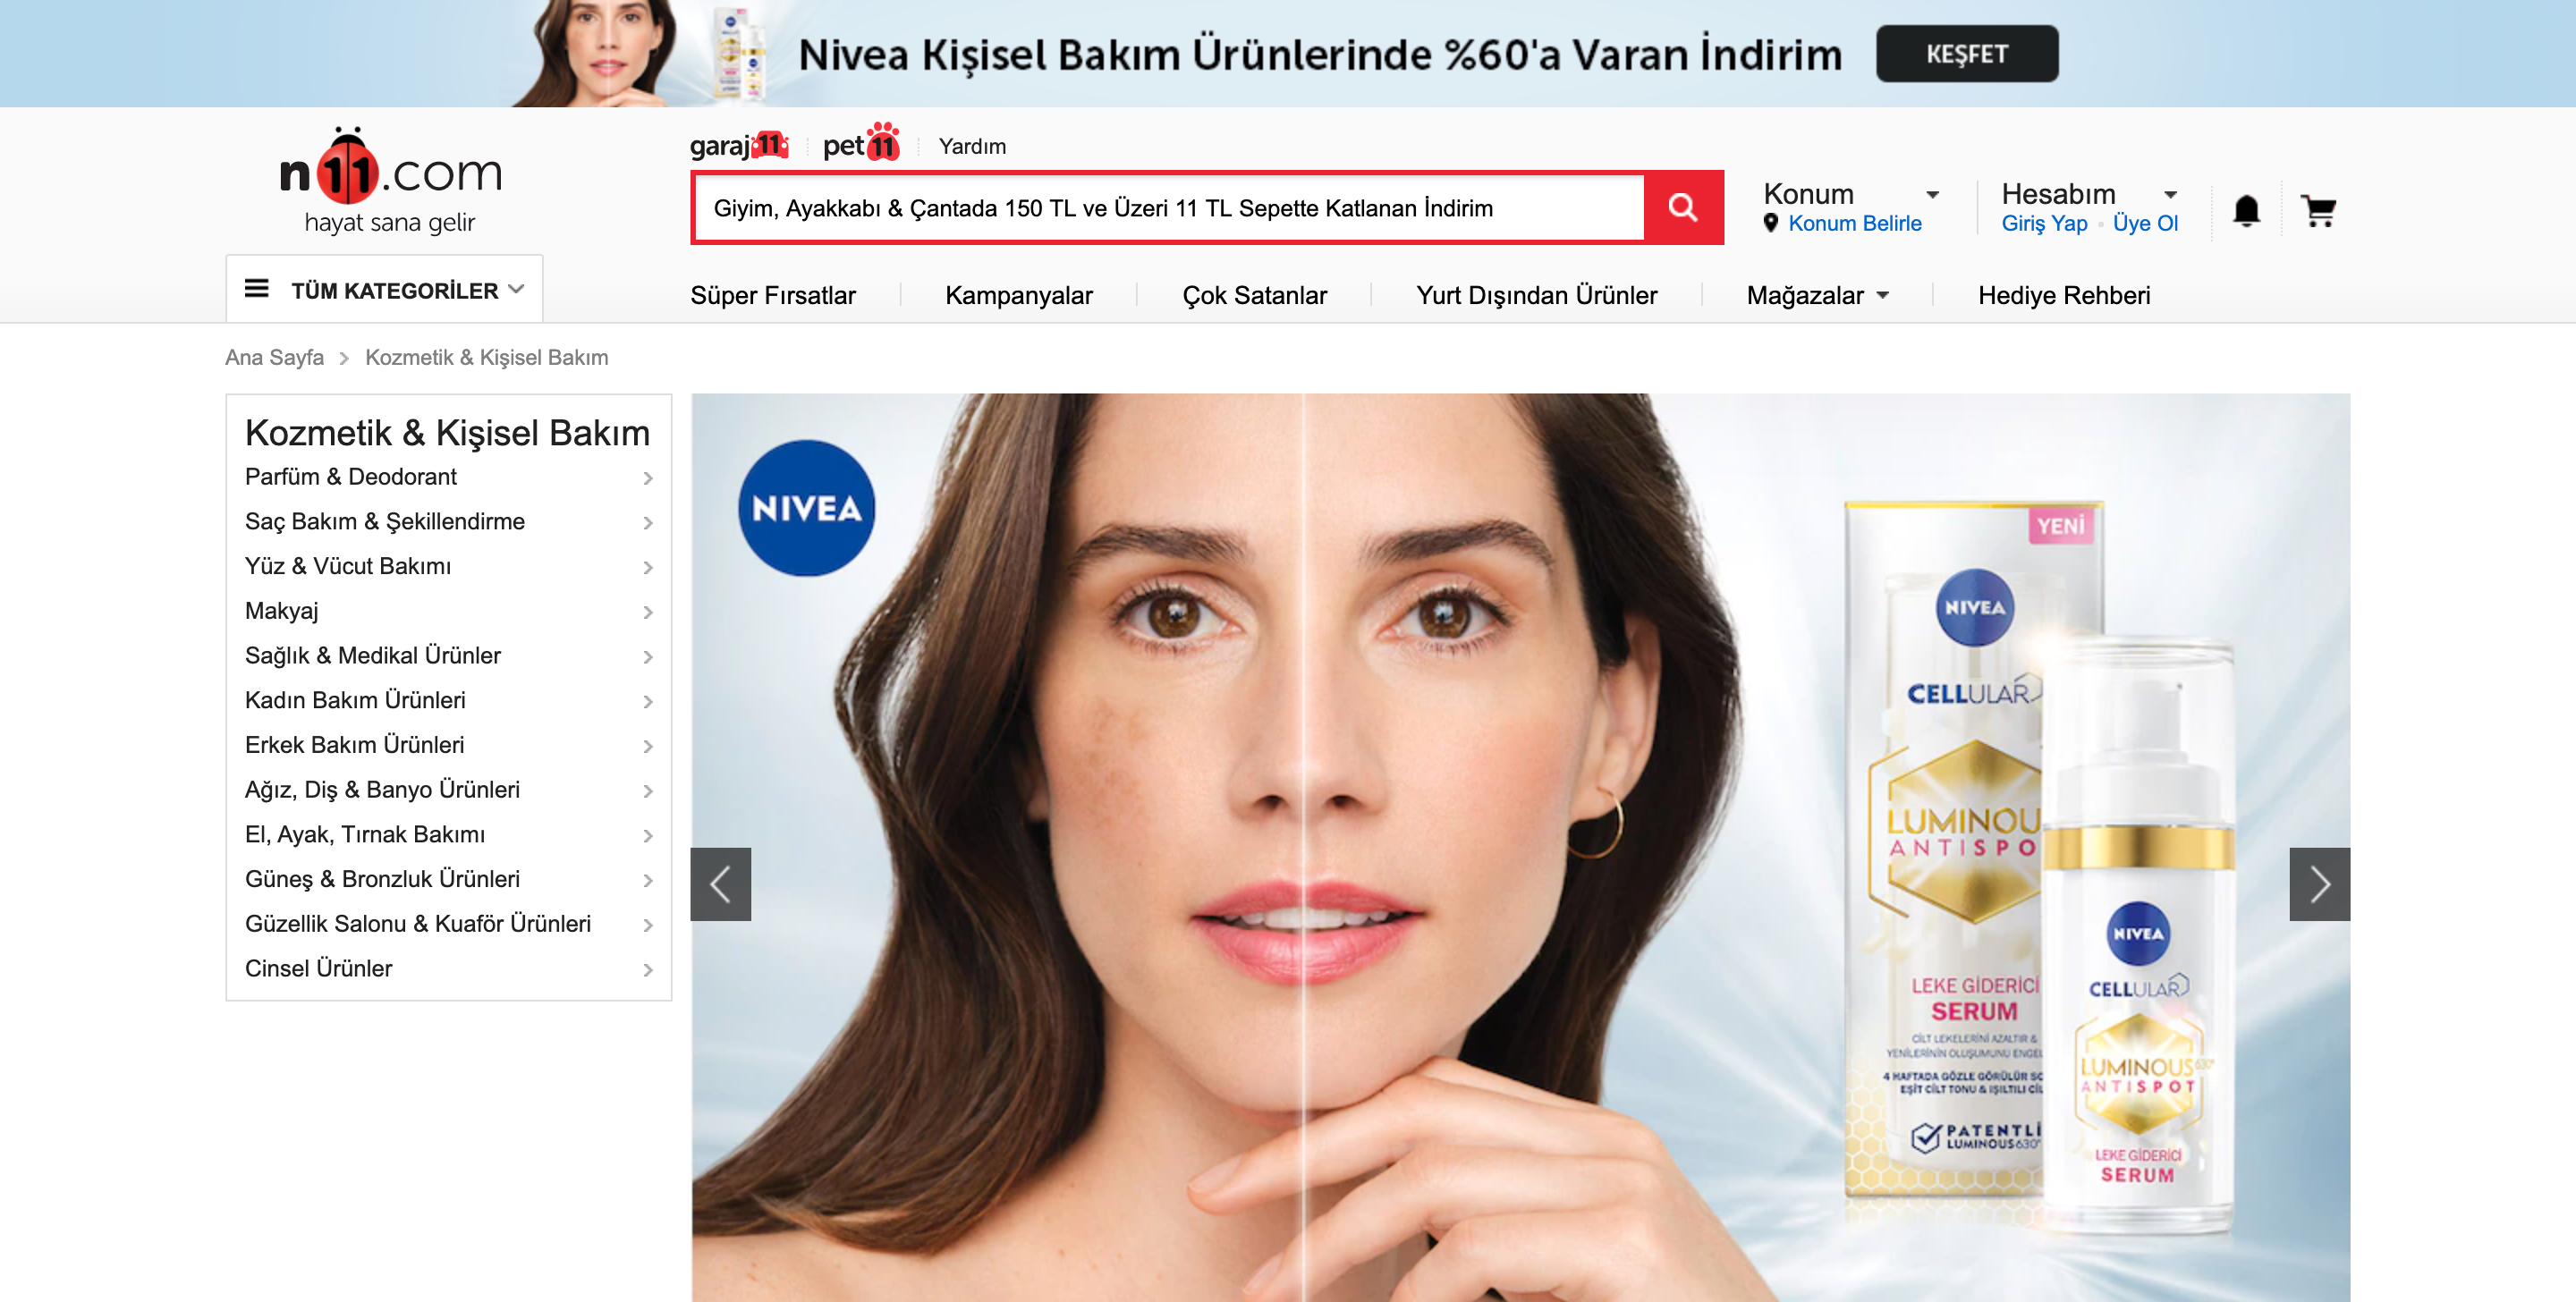 Nivea Kişisel Bakım Ürünlerinde %60'a Varan İndirim
KEŞFET
n11.com
hayat sana gelir
garaj11
pet11
Yardım
Giyim, Ayakkabı & Çantada 150 TL ve Üzeri 11 TL Sepette Katlanan İndirim
Konum
Konum Belirle
Hesabım
Giriş Yap
Üye Ol
TÜM KATEGORİLER
Süper Fırsatlar
Kampanyalar
Çok Satanlar
Yurt Dışından Ürünler
Mağazalar
Hediye Rehberi
Ana Sayfa
Kozmetik & Kişisel Bakım
Kozmetik & Kişisel Bakım
Parfüm & Deodorant
Saç Bakım & Şekillendirme
Yüz & Vücut Bakımı
Makyaj
Sağlık & Medikal Ürünler
Kadın Bakım Ürünleri
Erkek Bakım Ürünleri
Ağız, Diş & Banyo Ürünleri
El, Ayak, Tırnak Bakımı
Güneş & Bronzluk Ürünleri
Güzellik Salonu & Kuaför Ürünleri
Cinsel Ürünler
NIVEA
YENİ
NIVEA
CELLULAR
LUMINOU
ANTISPO
LEKE GİDERİCİ
SERUM
CİLT LEKELERİNİ AZALTIR &
YENİLERİNİN OLUŞUMUNU ENGEL
4 HAFTADA GÖZLE GÖRÜLÜR SO
EŞİT CİLT TONU & IŞILTILI CİL
PATENTLİ
LUMINOUS630°
NIVEA
CELLULAR
LUMINOUS630°
ANTISPOT
LEKE GİDERİCİ
SERUM